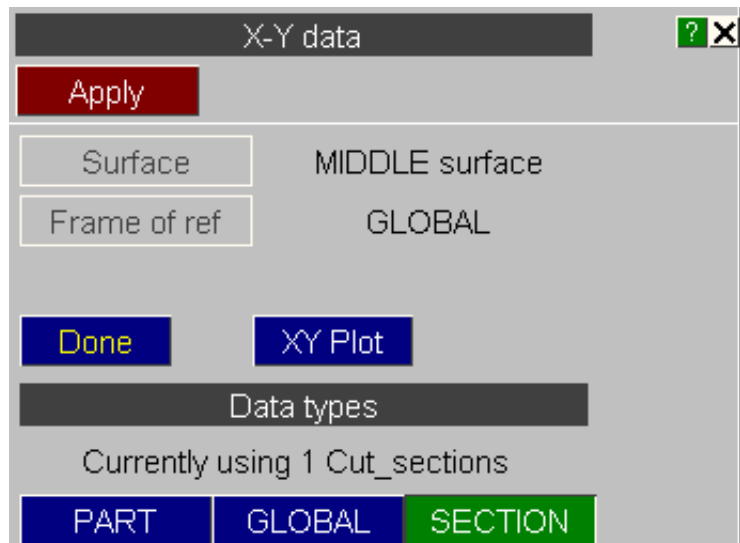 X-Y data ? X
Apply
Surface MIDDLE surface
Frame of ref GLOBAL
Done XY Plot
Data types
Currently using 1 Cut_sections
PART GLOBAL SECTION